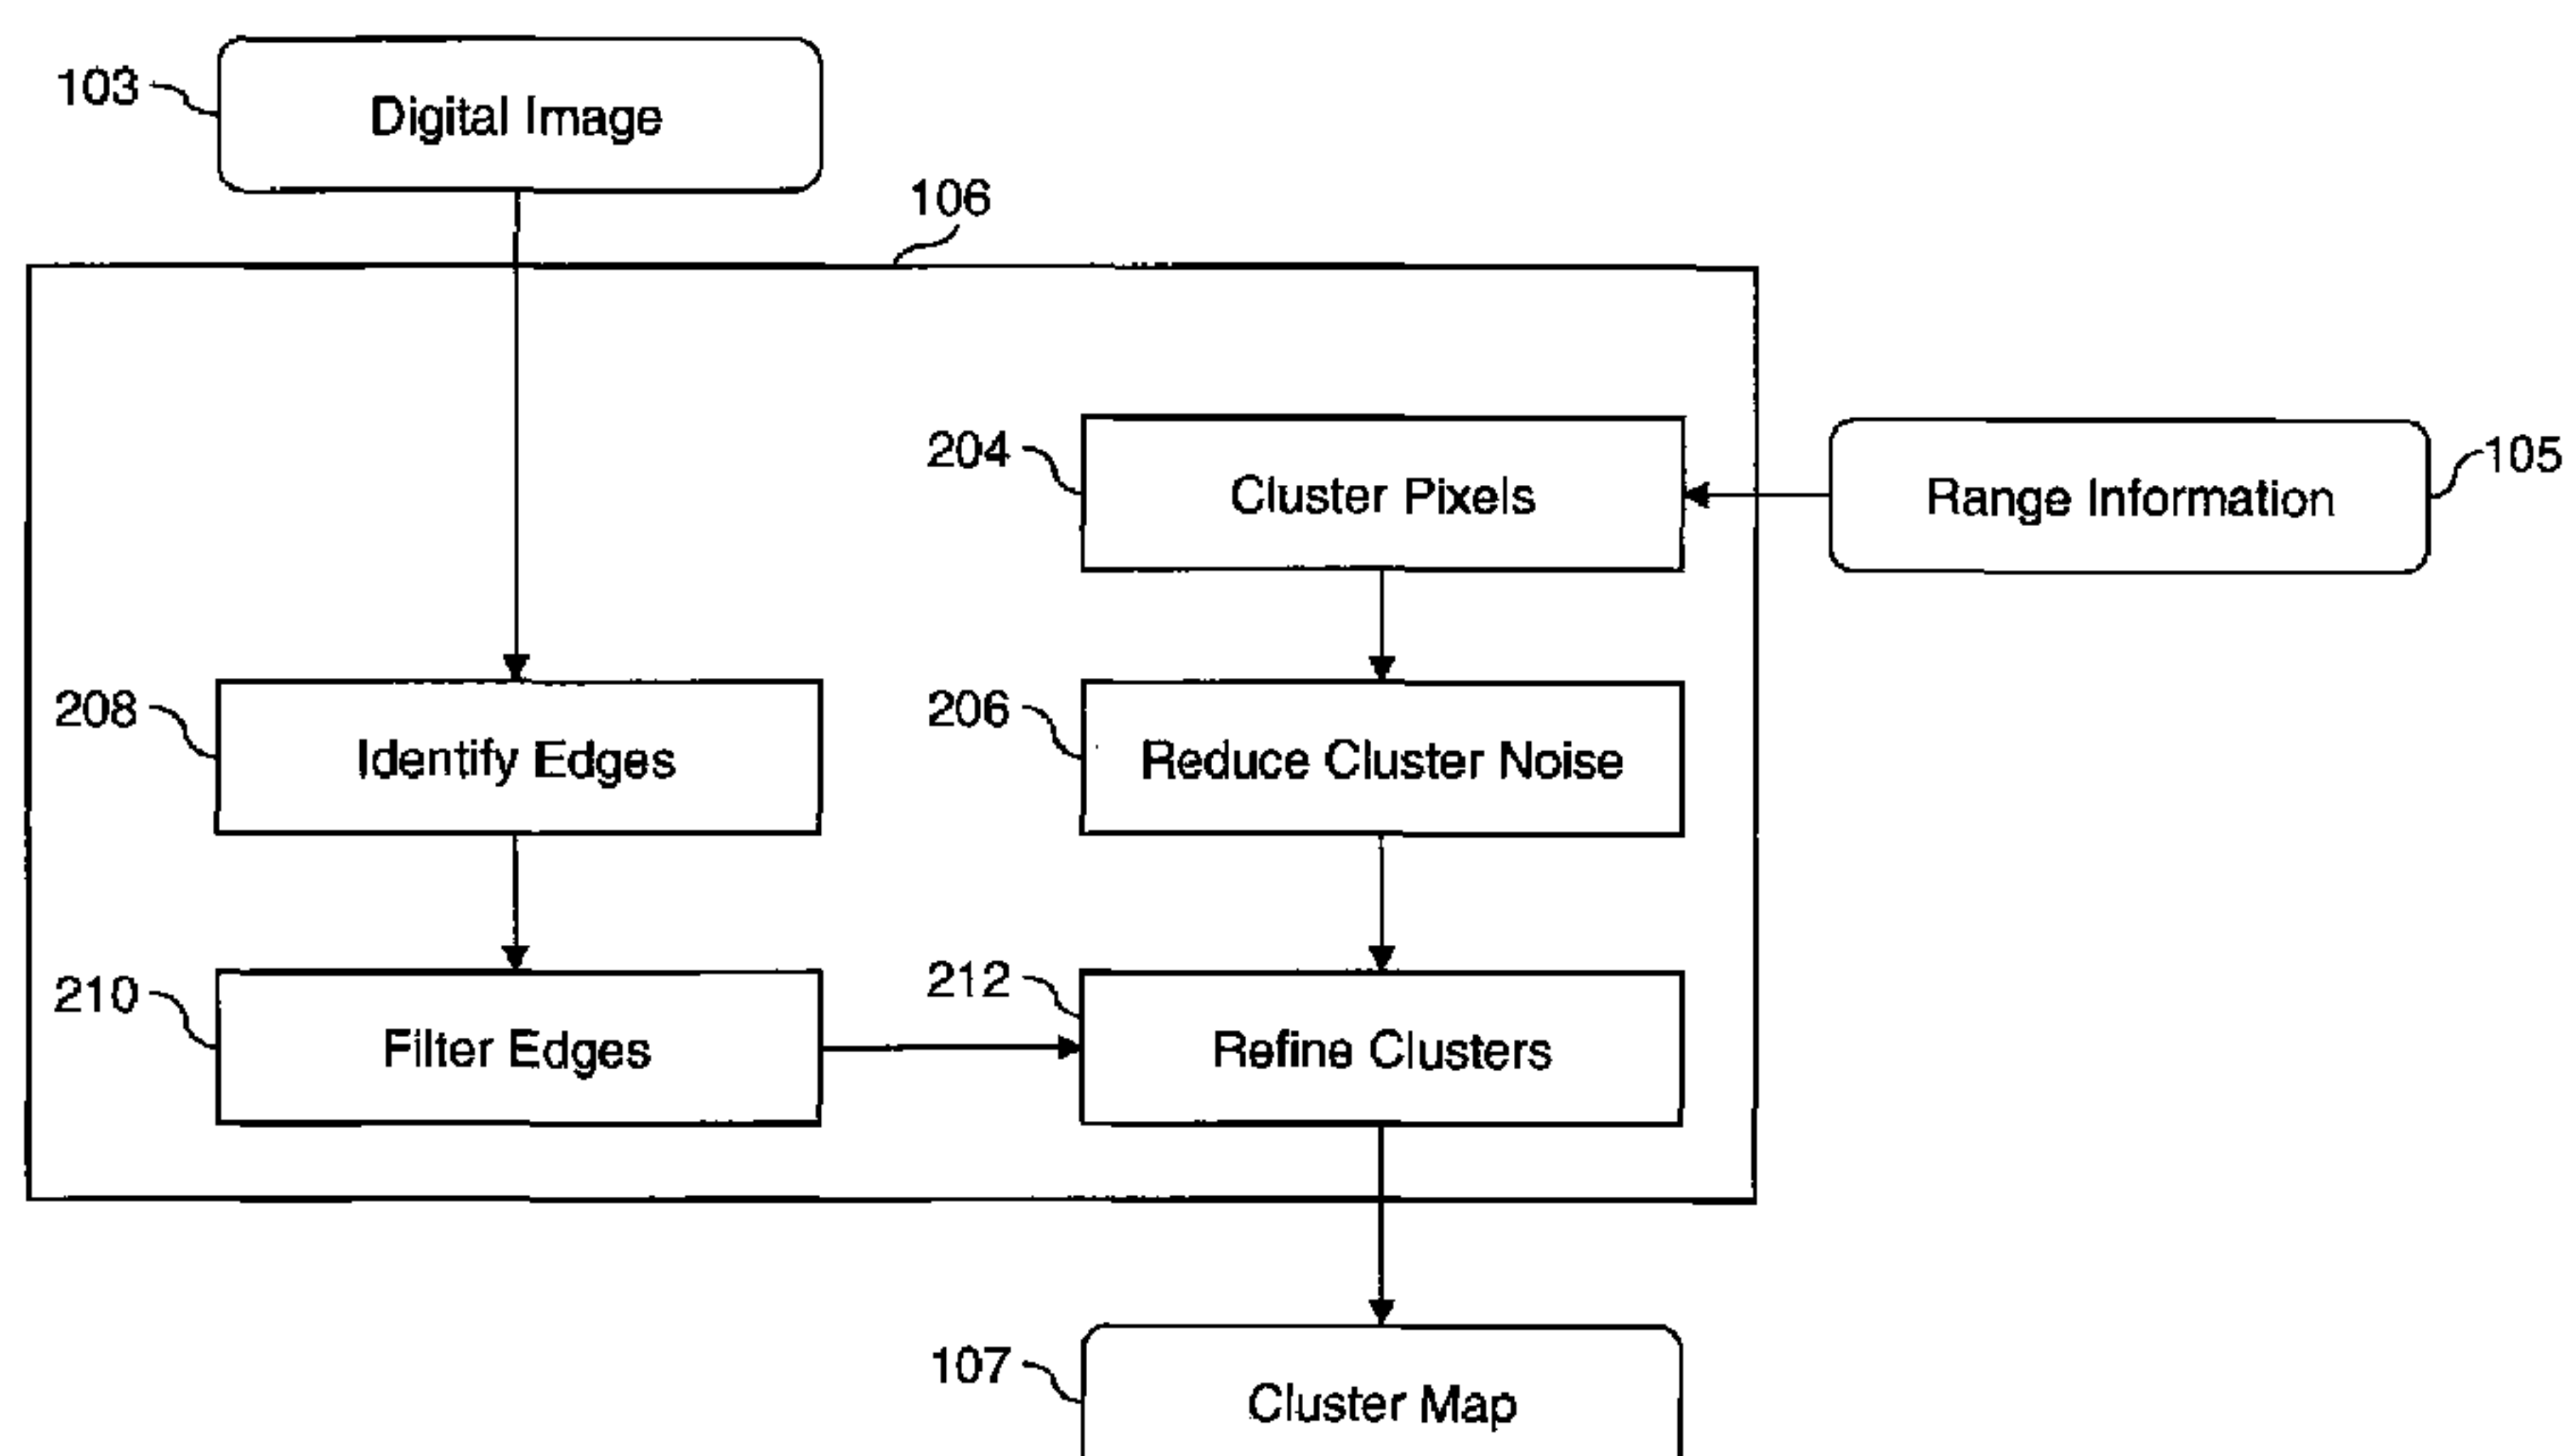 103
Digital Image
106
204
Cluster Pixels
Range Information
105
208
Identify Edges
206
Reduce Cluster Noise
210
Filter Edges
212
Refine Clusters
107
Cluster Map